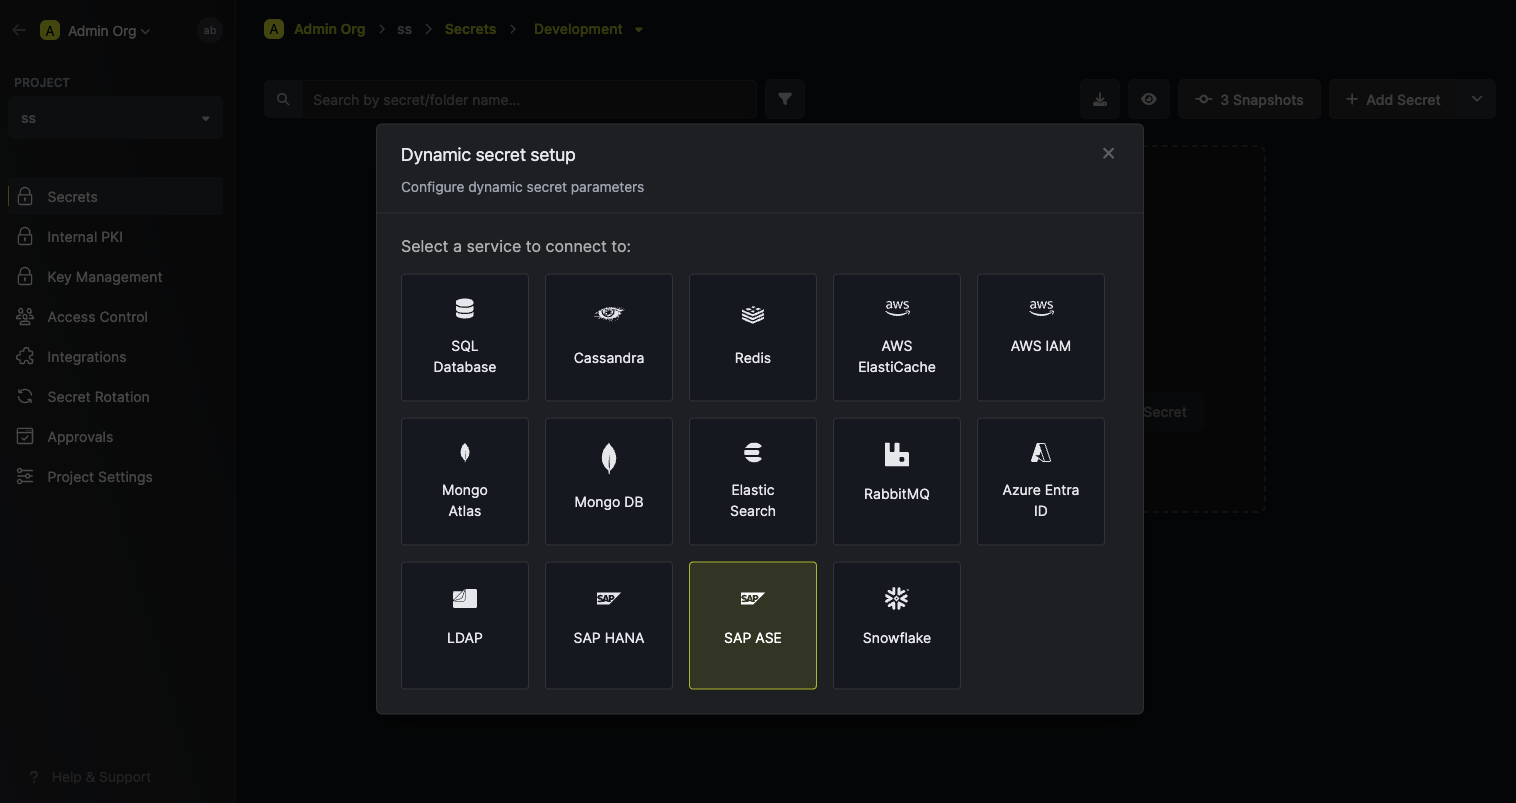 A Admin Org
ab
PROJECT
ss
Secrets
Internal PKI
Key Management
Access Control
Integrations
Secret Rotation
Approvals
Project Settings
? Help & Support
A Admin Org > ss > Secrets > Development
Search by secret/folder name...
3 Snapshots
+ Add Secret
Secret
Dynamic secret setup
Configure dynamic secret parameters
Select a service to connect to:
SQL
Database
Cassandra
Redis
aws
AWS
ElastiCache
aws
AWS IAM
Mongo
Atlas
Mongo DB
Elastic
Search
RabbitMQ
Azure Entra
ID
LDAP
SAP
SAP HANA
SAP
SAP ASE
Snowflake